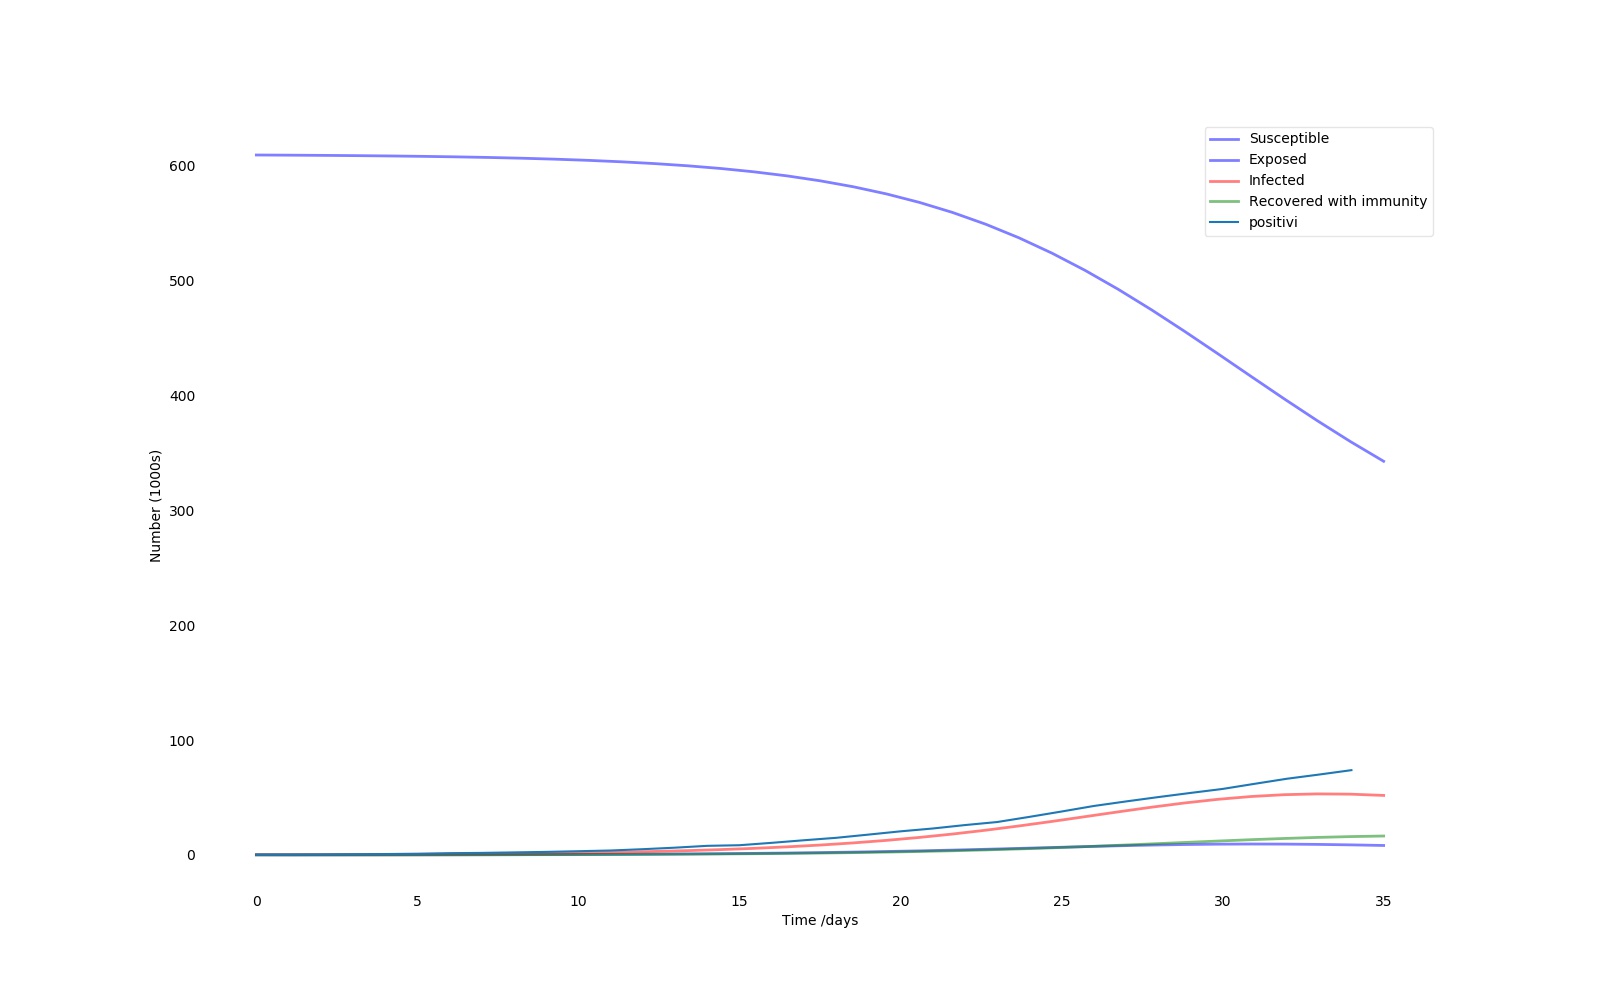 Susceptible
Exposed
Infected
Recovered with immunity
positivi
600
500
400
300
200
100
0
Number (1000s)
0 5 10 15 20 25 30 35
Time /days